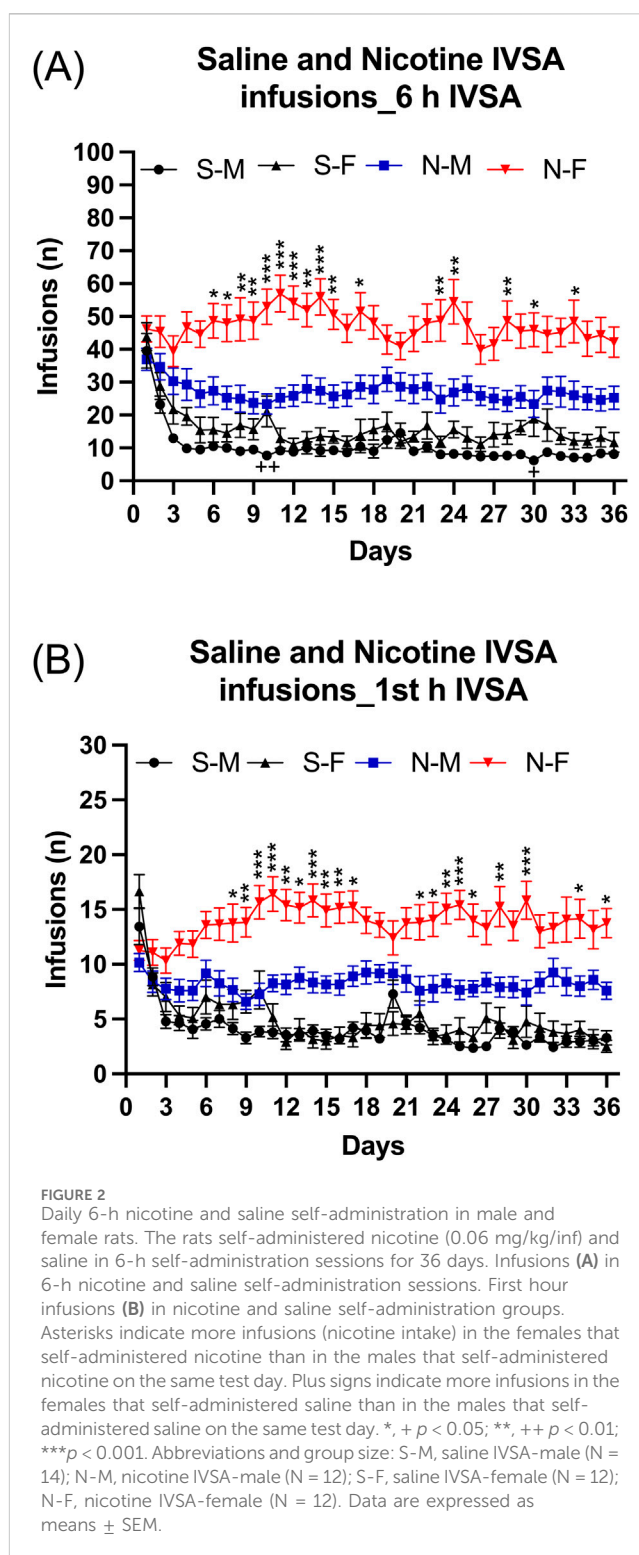 (A)
Saline and Nicotine IVSA
infusions_6 h IVSA
100
90
80
70
60
50
40
30
20
10
0
Infusions (n)
S-M S-F N-M N-F
* * ** ** *** *** *** ** *** ** * ** ** ** * *
++
+
0 3 6 9 12 15 18 21 24 27 30 33 36
Days
(B)
Saline and Nicotine IVSA
infusions_1st h IVSA
30
25
20
15
10
5
0
Infusions (n)
S-M S-F N-M N-F
* ** *** *** ** * *** ** ** * * * ** *** * ** *** * *
0 3 6 9 12 15 18 21 24 27 30 33 36
Days
FIGURE 2
Daily 6-h nicotine and saline self-administration in male and
female rats. The rats self-administered nicotine (0.06 mg/kg/inf) and
saline in 6-h self-administration sessions for 36 days. Infusions (A) in
6-h nicotine and saline self-administration sessions. First hour
infusions (B) in nicotine and saline self-administration groups.
Asterisks indicate more infusions (nicotine intake) in the females that
self-administered nicotine than in the males that self-administered
nicotine on the same test day. Plus signs indicate more infusions in the
females that self-administered saline than in the males that self-
administered saline on the same test day. *, + p < 0.05; **, ++ p < 0.01;
***p < 0.001. Abbreviations and group size: S-M, saline IVSA-male (N =
14); N-M, nicotine IVSA-male (N = 12); S-F, saline IVSA-female (N = 12);
N-F, nicotine IVSA-female (N = 12). Data are expressed as
means ± SEM.